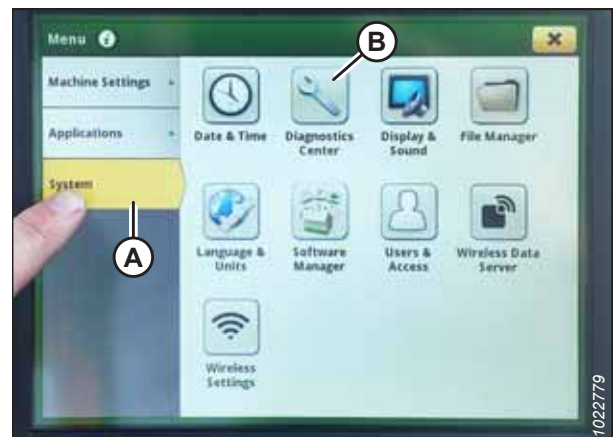 Menu
B
Machine Settings
Applications
System
A
Date & Time
Diagnostics
Center
Display &
Sound
File Manager
Language &
Units
Software
Manager
Users &
Access
Wireless Data
Server
Wireless
Settings
1022779